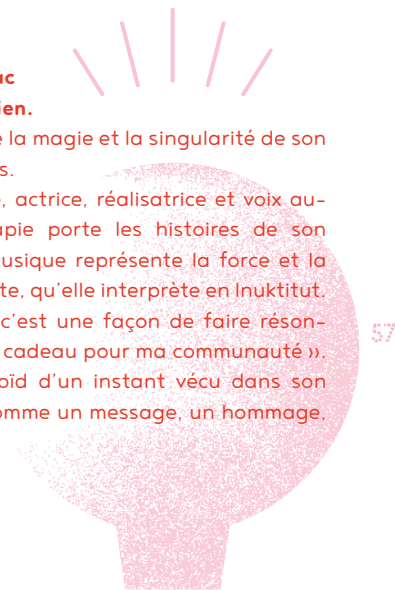 ac
ien.
e la magie et la singularité de son
s.
e, actrice, réalisatrice et voix au-
apie porte les histoires de son
usique représente la force et la
te, qu’elle interprète en Inuktitut.
c’est une façon de faire réson-
cadeau pour ma communauté ››.
oïd d’un instant vécu dans son
omme un message, un hommage,
57